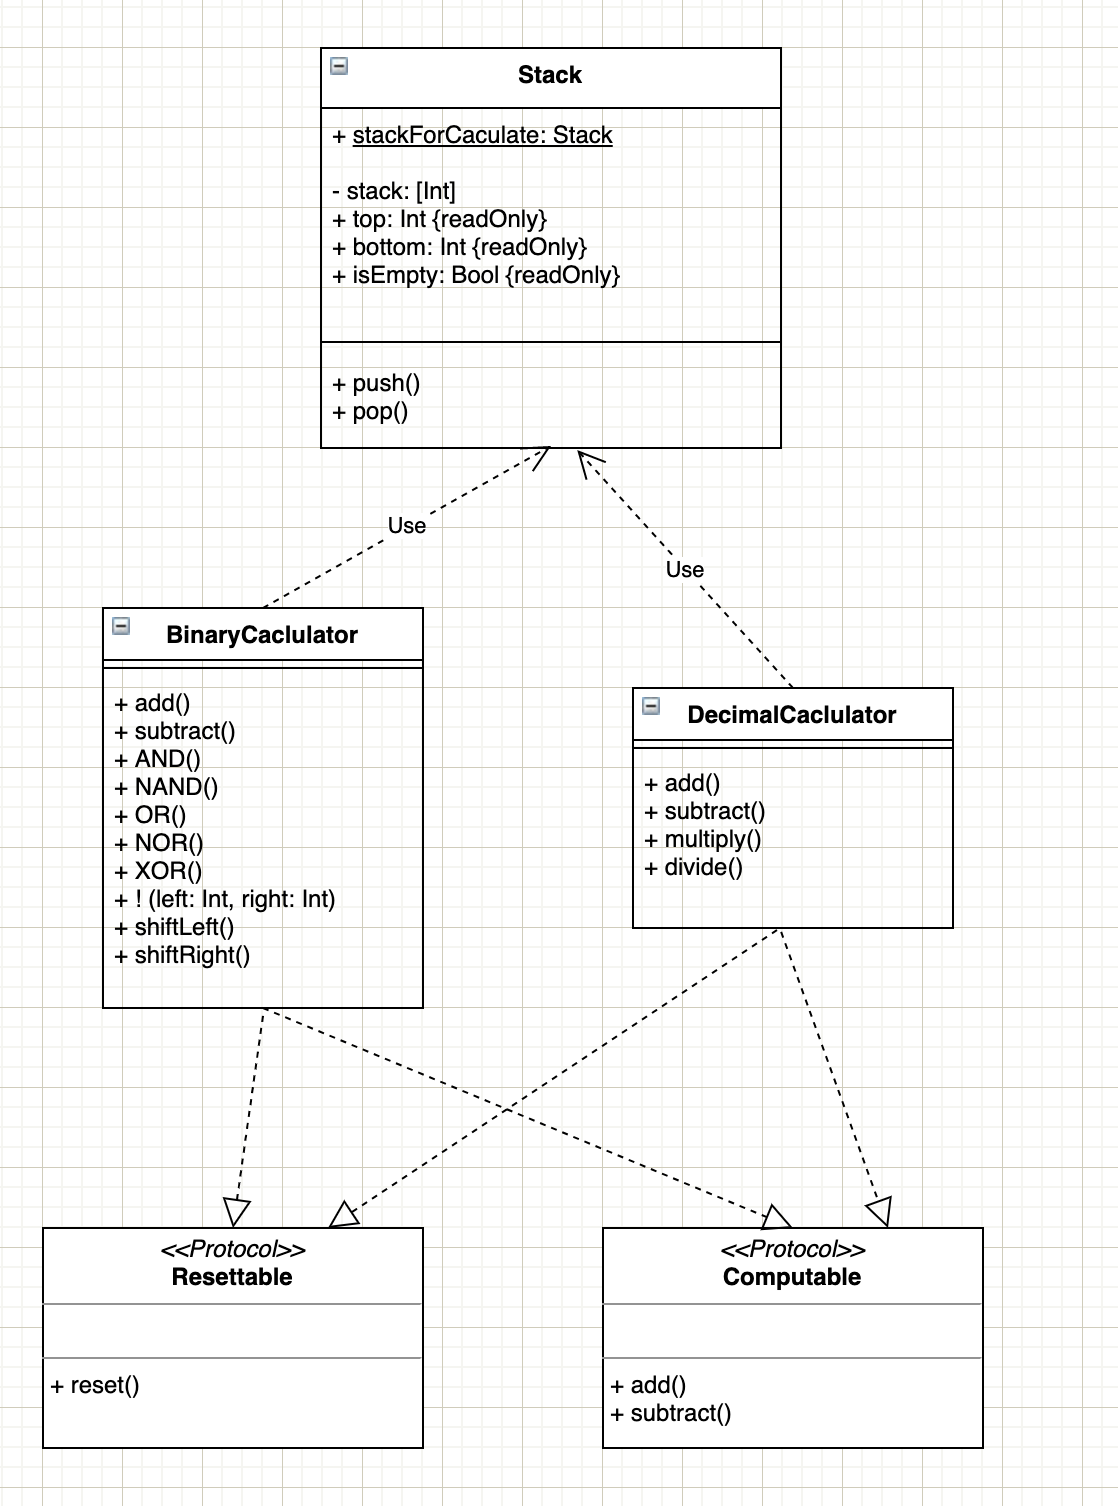 Stack
+ stackForCaculate: Stack
- stack: [Int]
+ top: Int {readOnly}
+ bottom: Int {readOnly}
+ isEmpty: Bool {readOnly}
+ push()
+ pop()
Use
Use
BinaryCaclulator
+ add()
+ subtract()
+ AND()
+ NAND()
+ OR()
+ NOR()
+ XOR()
+ ! (left: Int, right: Int)
+ shiftLeft()
+ shiftRight()
DecimalCaclulator
+ add()
+ subtract()
+ multiply()
+ divide()
<<Protocol>>
Resettable
+ reset()
<<Protocol>>
Computable
+ add()
+ subtract()